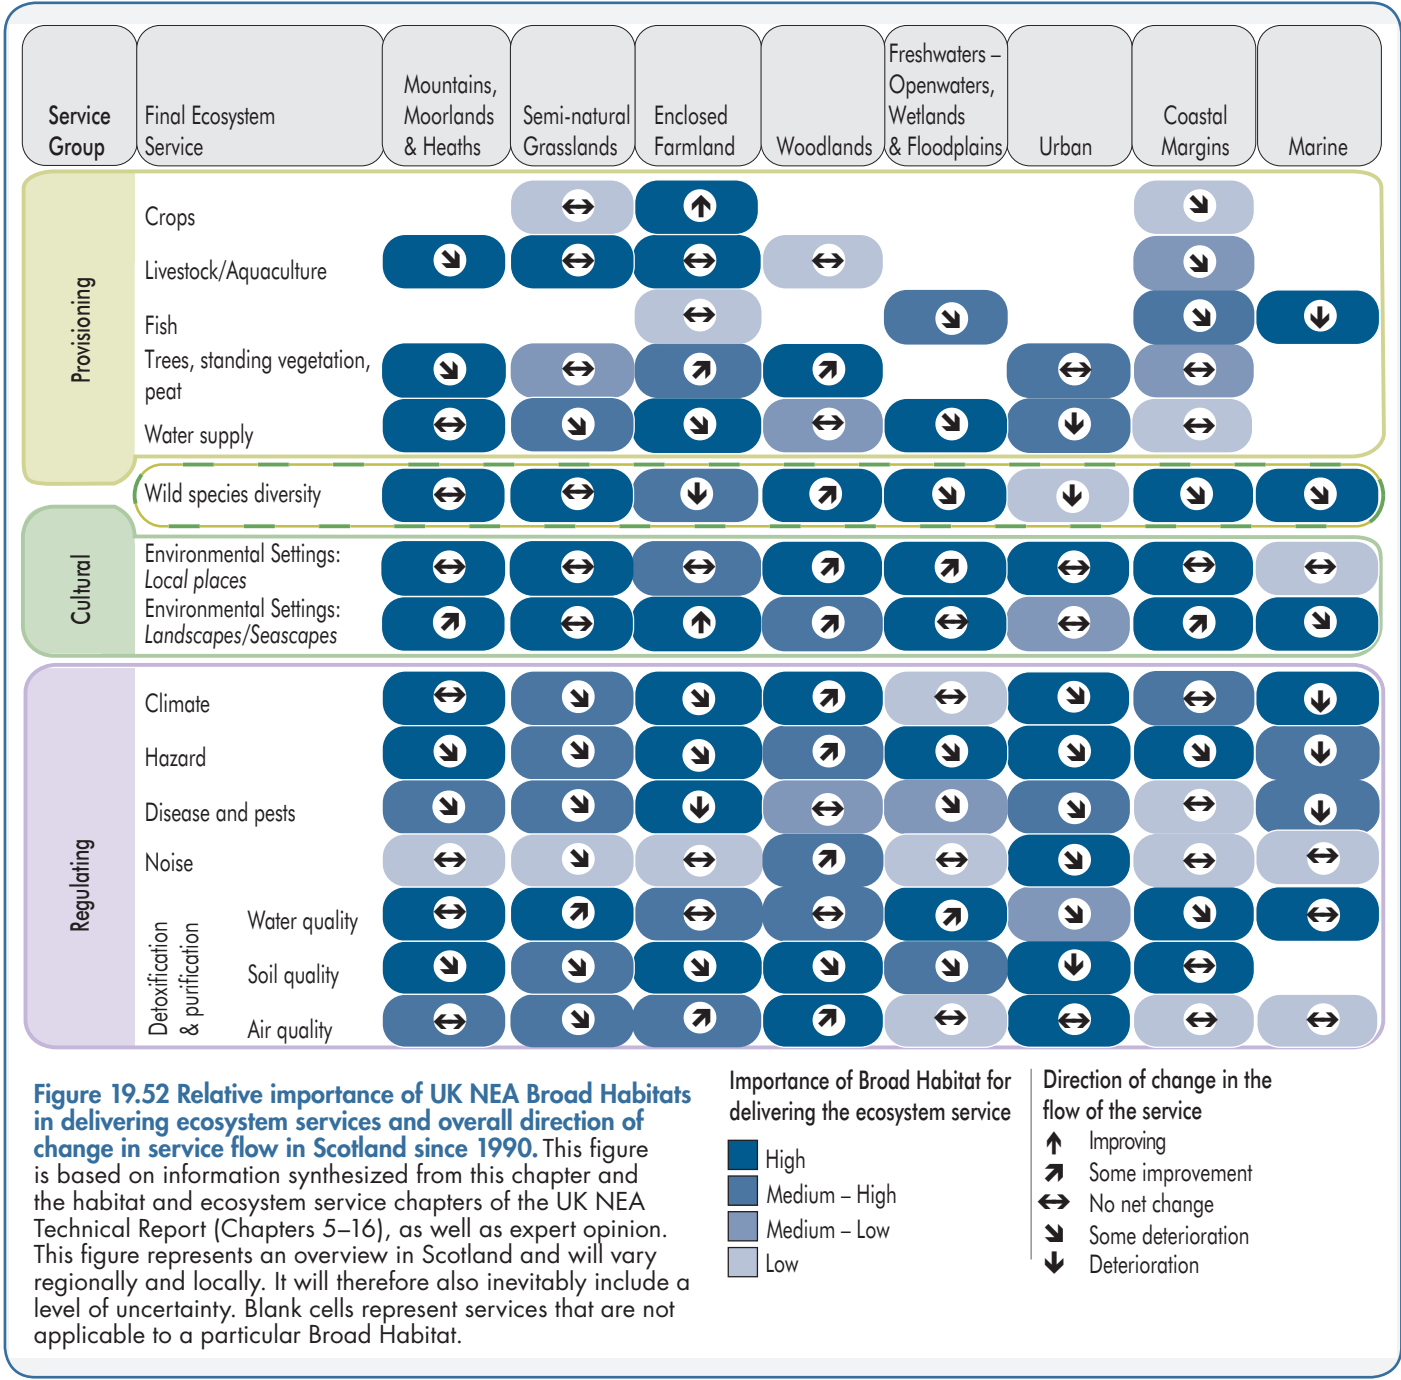 Service
Group
Final Ecosystem
Service
Mountains,
Moorlands
& Heaths
Semi-natural
Grasslands
Enclosed
Farmland
Woodlands
Freshwaters –
Openwaters,
Wetlands
& Floodplains
Urban
Coastal
Margins
Marine
Provisioning
Crops
Livestock/Aquaculture
Fish
Trees, standing vegetation,
peat
Water supply
Wild species diversity
Cultural
Environmental Settings:
Local places
Environmental Settings:
Landscapes/Seascapes
Regulating
Climate
Hazard
Disease and pests
Noise
Detoxification
& purification
Water quality
Soil quality
Air quality
Figure 19.52 Relative importance of UK NEA Broad Habitats
in delivering ecosystem services and overall direction of
change in service flow in Scotland since 1990. This figure
is based on information synthesized from this chapter and
the habitat and ecosystem service chapters of the UK NEA
Technical Report (Chapters 5–16), as well as expert opinion.
This figure represents an overview in Scotland and will vary
regionally and locally. It will therefore also inevitably include a
level of uncertainty. Blank cells represent services that are not
applicable to a particular Broad Habitat.
Importance of Broad Habitat for
delivering the ecosystem service
High
Medium – High
Medium – Low
Low
Direction of change in the
flow of the service
Improving
Some improvement
No net change
Some deterioration
Deterioration